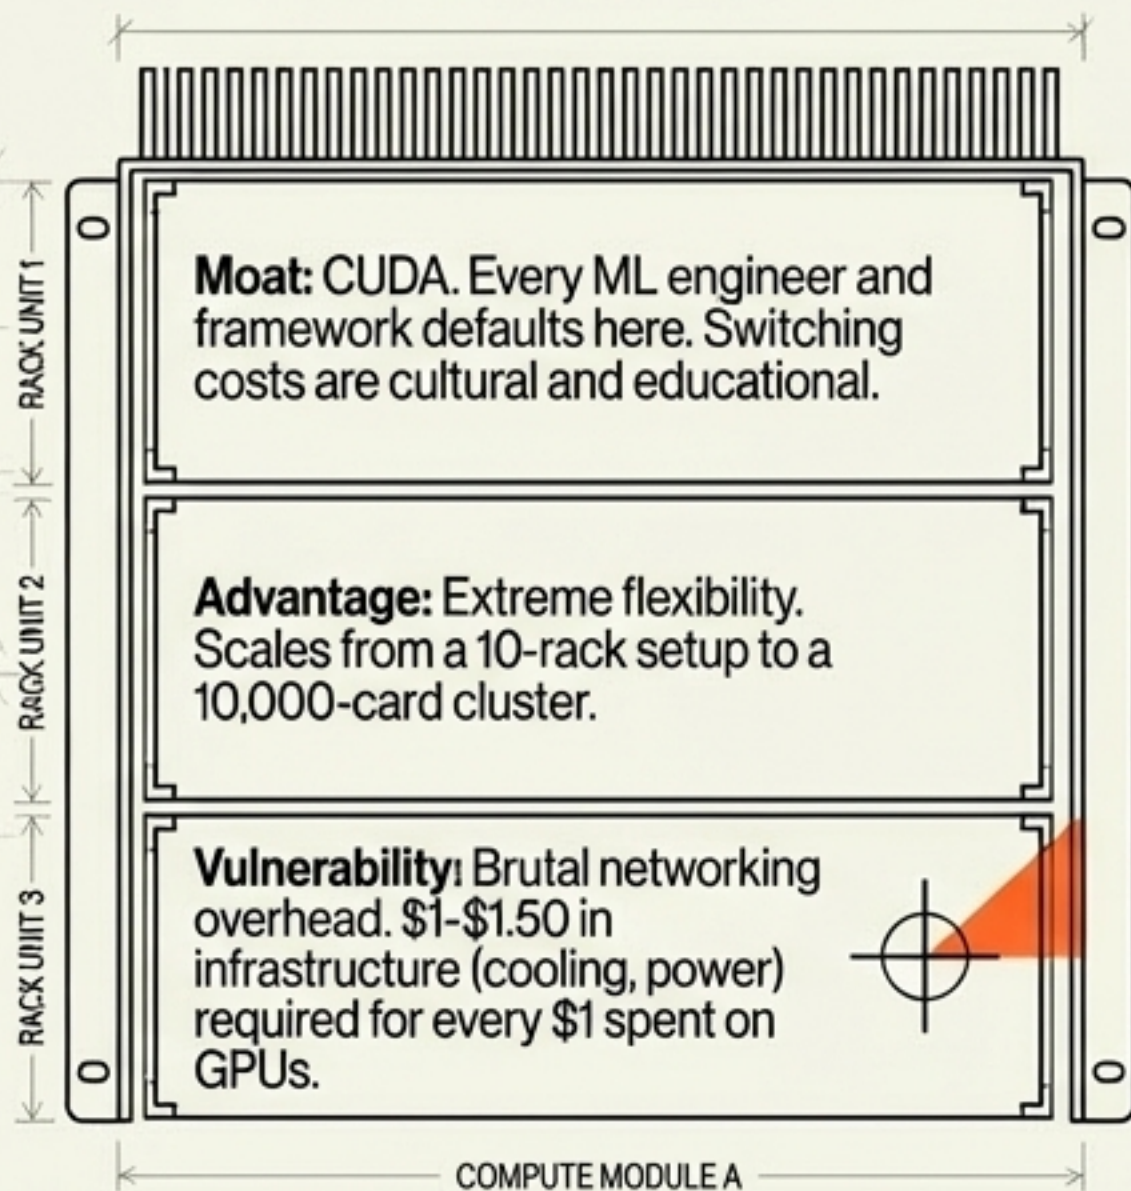 RACK UNIT 1
Moat: CUDA. Every ML engineer and
framework defaults here. Switching
costs are cultural and educational.
RAGK UNIT 2
Advantage: Extreme flexibility.
Scales from a 10-rack setup to a
10,000-card cluster.
RACK UNIT 3
Vulnerability: Brutal networking
overhead. $1-$1.50 in
infrastructure (cooling, power)
required for every $1 spent on
GPUs.
COMPUTE MODULE A